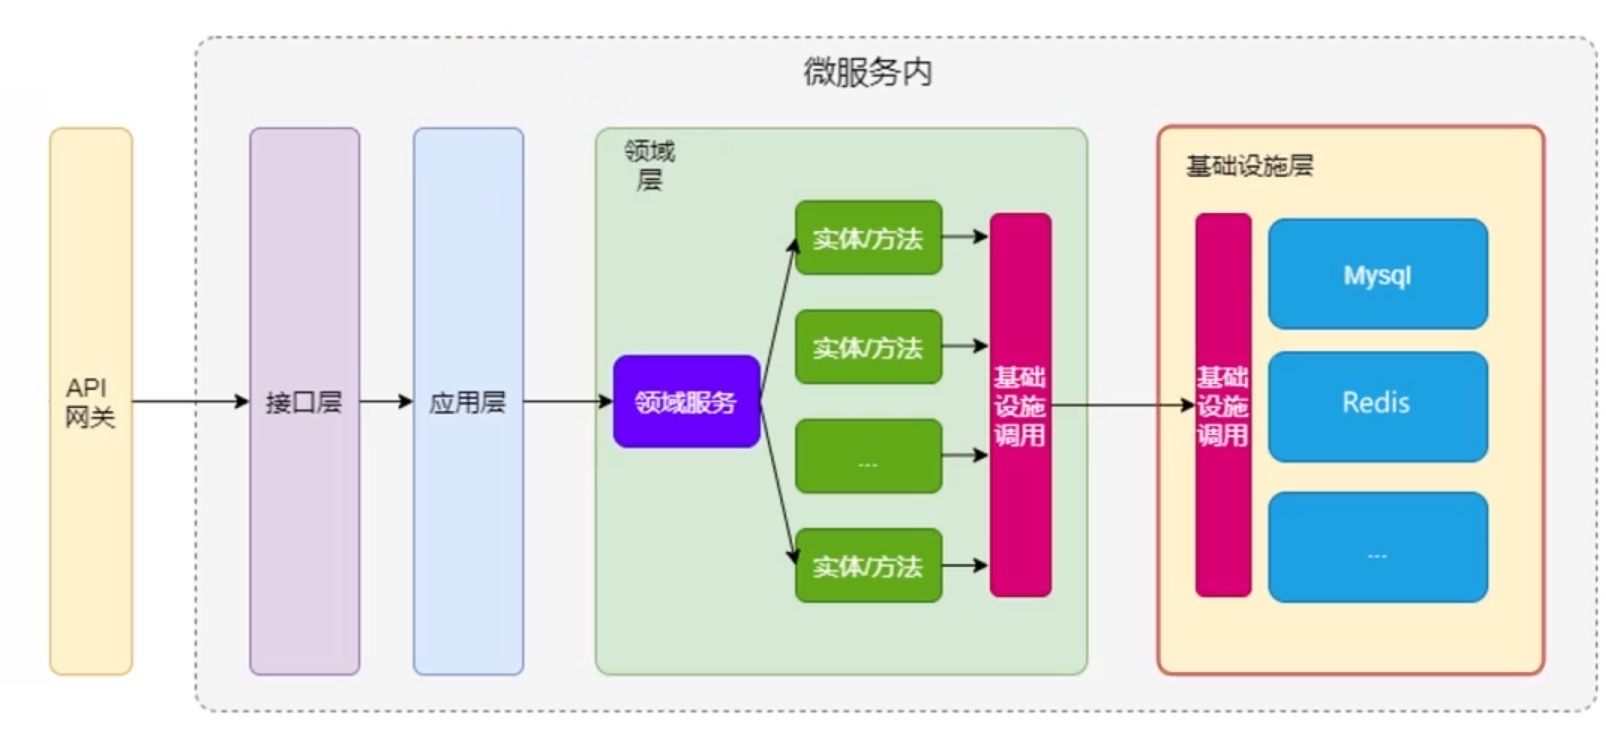 微服务内
API
网关
接口层
应用层
领域
层
领域服务
实体/方法
实体/方法
...
实体/方法
基础
设施
调用
基础设施层
基础
设施
调用
Mysql
Redis
...